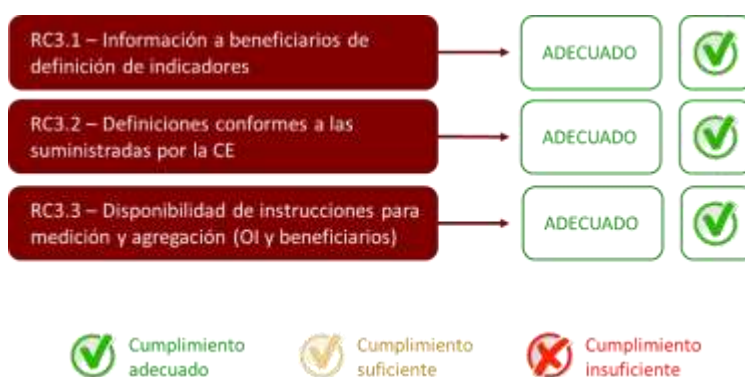 RC3.1 – Información a beneficiarios de
definición de indicadores
ADECUADO
RC3.2 – Definiciones conformes a las
suministradas por la CE
ADECUADO
RC3.3 – Disponibilidad de instrucciones para
medición y agregación (OI y beneficiarios)
ADECUADO
Cumplimiento
adecuado
Cumplimiento
suficiente
Cumplimiento
insuficiente